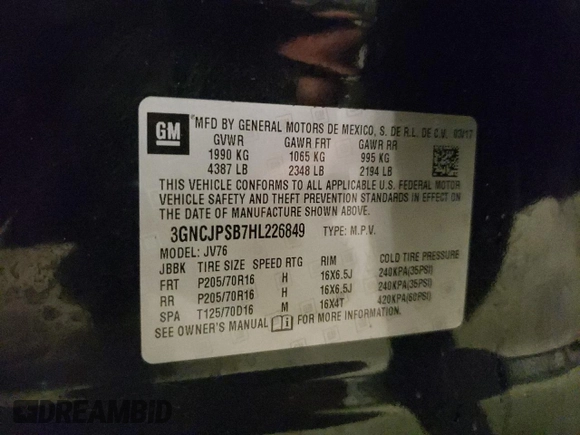 GM MFD BY GENERAL MOTORS DE MEXICO, S. DE R.L. DE C.V. 03/17
GVWR GAWR FRT GAWR RR
1990 KG 1065 KG 995 KG
4387 LB 2348 LB 2194 LB
THIS VEHICLE CONFORMS TO ALL APPLICABLE U.S. FEDERAL MOTOR
VEHICLE SAFETY AND THEFT PREVENTION STANDARDS IN EFFECT ON
THE DATE OF MANUFACTURE SHOWN ABOVE.
3GNCJPSB7HL226849 TYPE: M.P.V.
MODEL: JV76
JBBK TIRE SIZE SPEED RTG RIM COLD TIRE PRESSURE
FRT P205/70R16 H 16X6.5J 240KPA(35PSI)
RR P205/70R16 H 16X6.5J 240KPA(35PSI)
SPA T125/70D16 M 16X4T 420KPA(60PSI)
SEE OWNER'S MANUAL FOR MORE INFORMATION.
DREAMBID